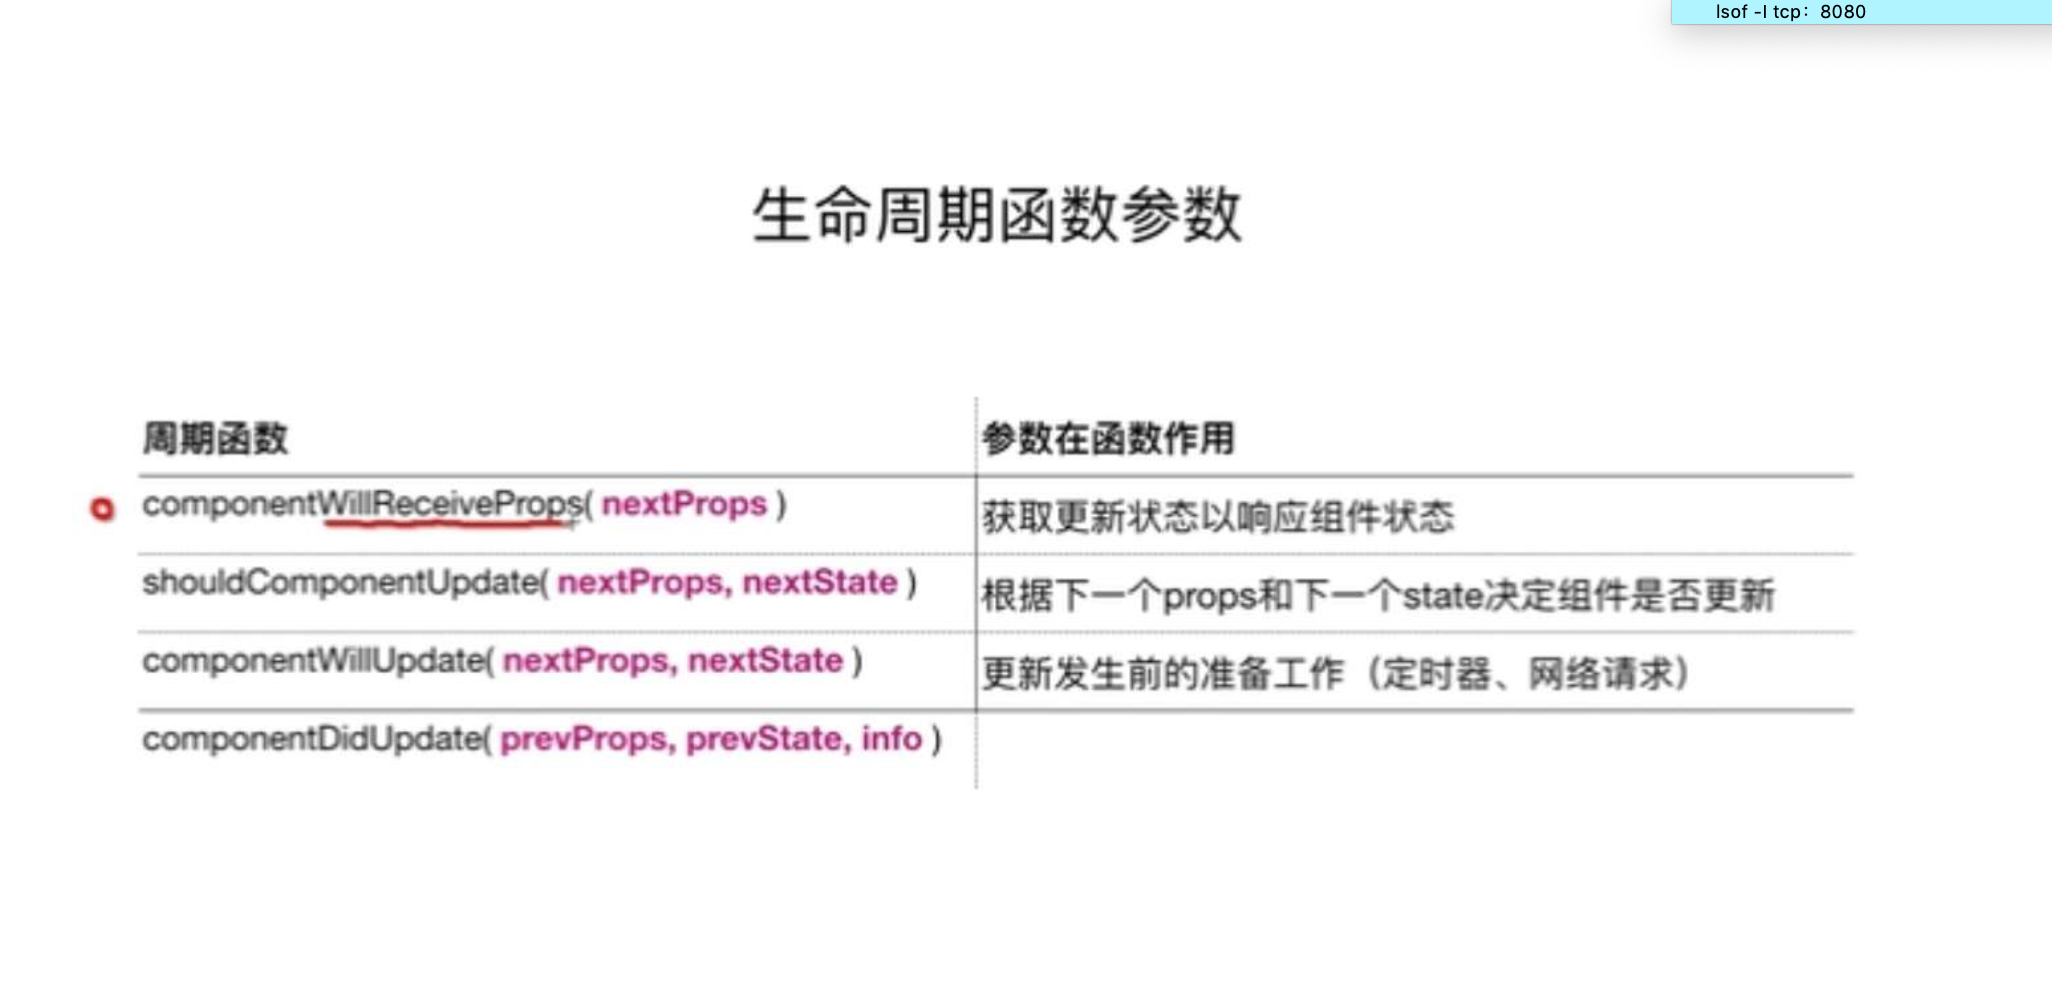 lsof -I tcp：8080
生命周期函数参数
周期函数 参数在函数作用
componentWillReceiveProps( nextProps ) 获取更新状态以响应组件状态
shouldComponentUpdate( nextProps, nextState ) 根据下一个props和下一个state决定组件是否更新
componentWillUpdate( nextProps, nextState ) 更新发生前的准备工作（定时器、网络请求）
componentDidUpdate( prevProps, prevState, info )